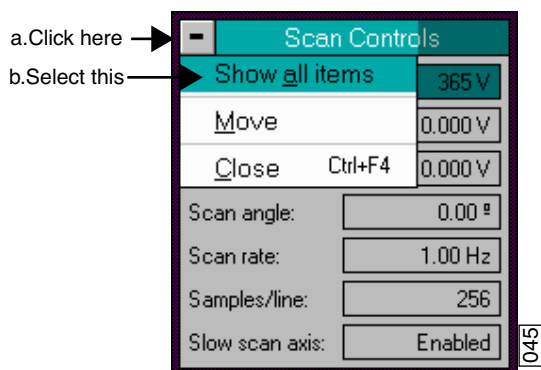 a.Click here
Scan Controls
b.Select this
Show all items
365 V
Move
0.000 V
Close Ctrl+F4
0.000 V
Scan angle: 0.00 º
Scan rate: 1.00 Hz
Samples/line: 256
Slow scan axis: Enabled
045